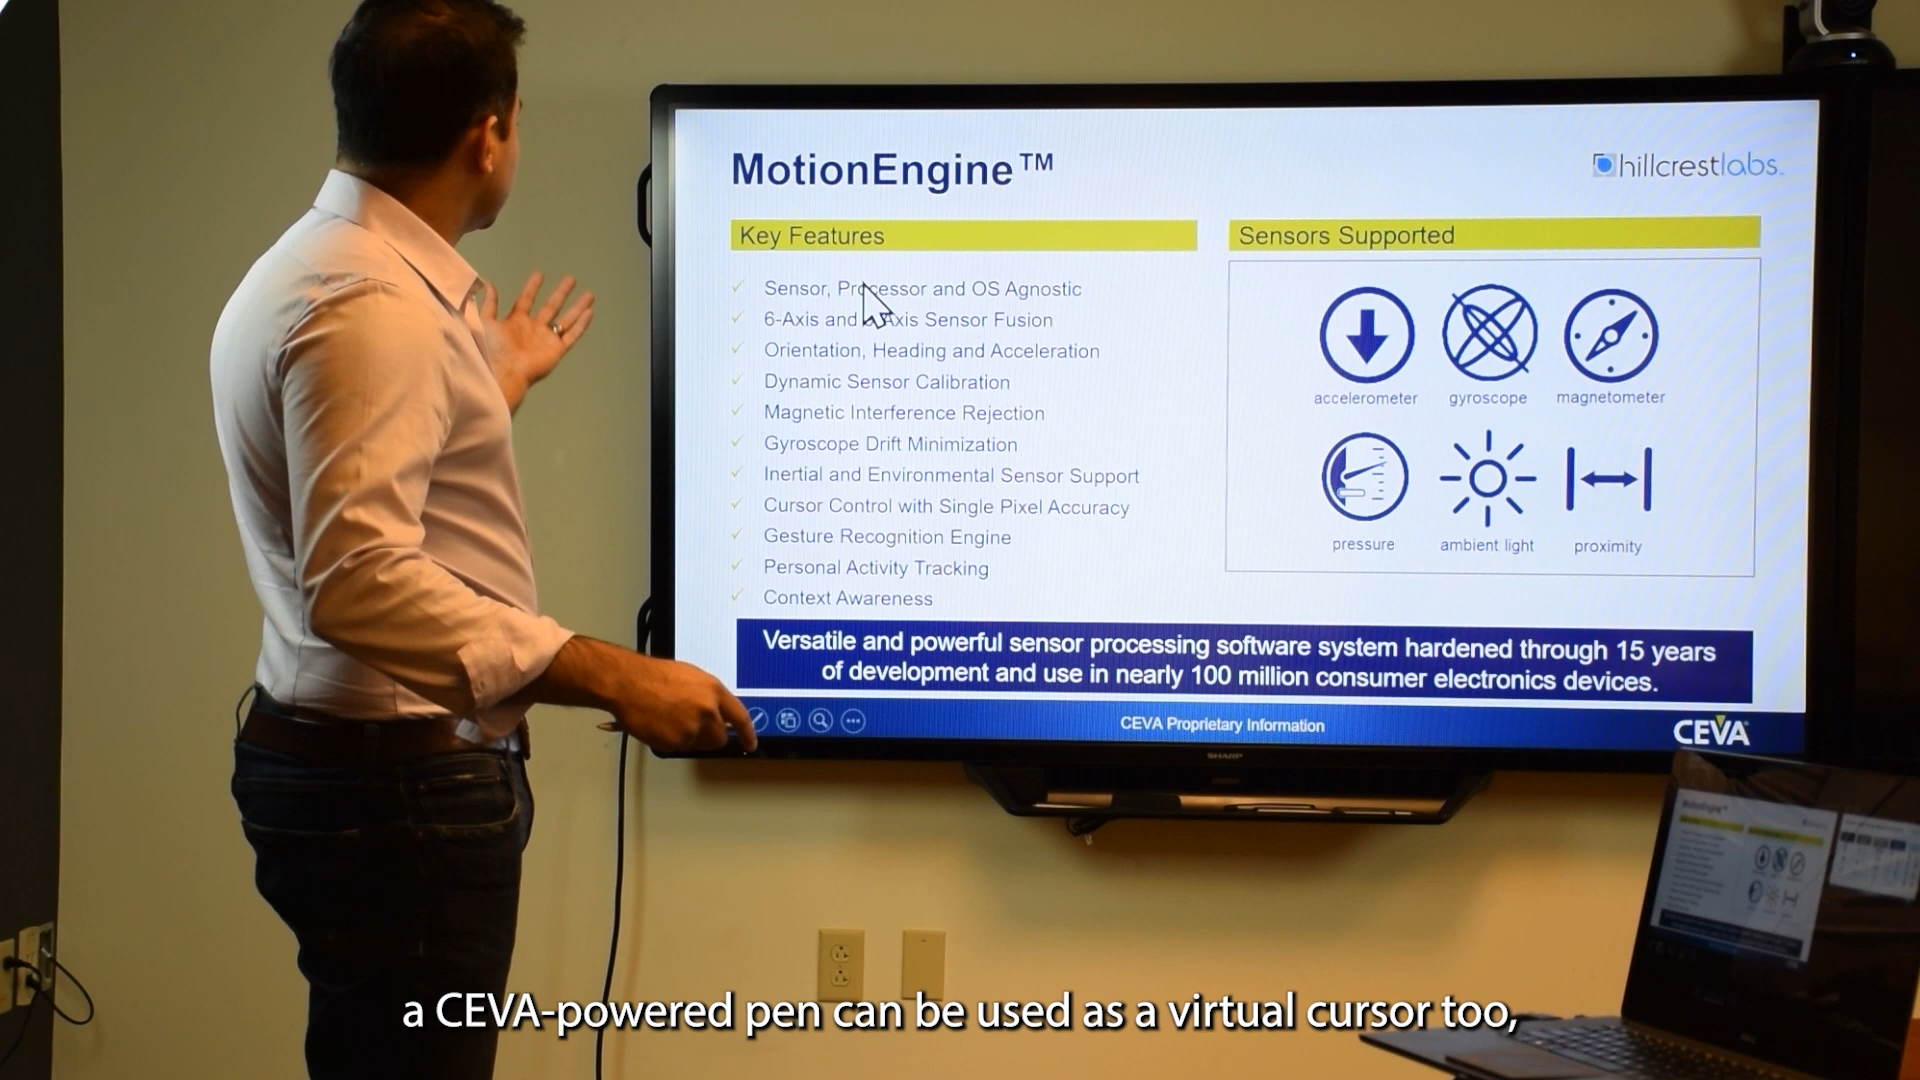 MotionEngine™
hillcrestlabs™
Key Features
Sensor, Processor and OS Agnostic
6-Axis and Axis Sensor Fusion
Orientation, Heading and Acceleration
Dynamic Sensor Calibration
Magnetic Interference Rejection
Gyroscope Drift Minimization
Inertial and Environmental Sensor Support
Cursor Control with Single Pixel Accuracy
Gesture Recognition Engine
Personal Activity Tracking
Context Awareness
Sensors Supported
accelerometer gyroscope magnetometer
pressure ambient light proximity
Versatile and powerful sensor processing software system hardened through 15 years
of development and use in nearly 100 million consumer electronics devices.
CEVA Proprietary Information
CEVA
SHARP
a CEVA-powered pen can be used as a virtual cursor too,